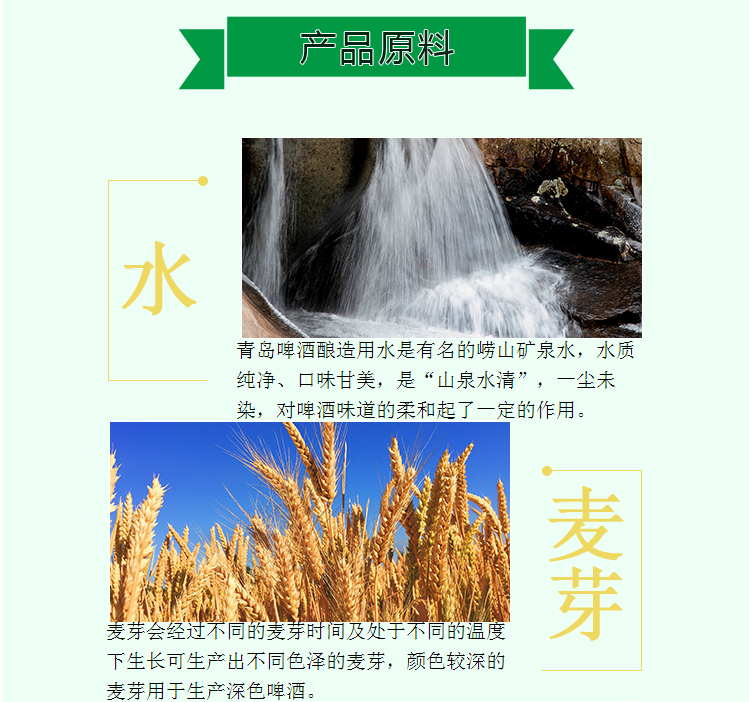 产品原料
水
青岛啤酒酿造用水是有名的崂山矿泉水，水质
纯净、口味甘美，是“山泉水清”，一尘未
染，对啤酒味道的柔和起了一定的作用。
麦芽
麦芽会经过不同的麦芽时间及处于不同的温度
下生长可生产出不同色泽的麦芽，颜色较深的
麦芽用于生产深色啤酒。